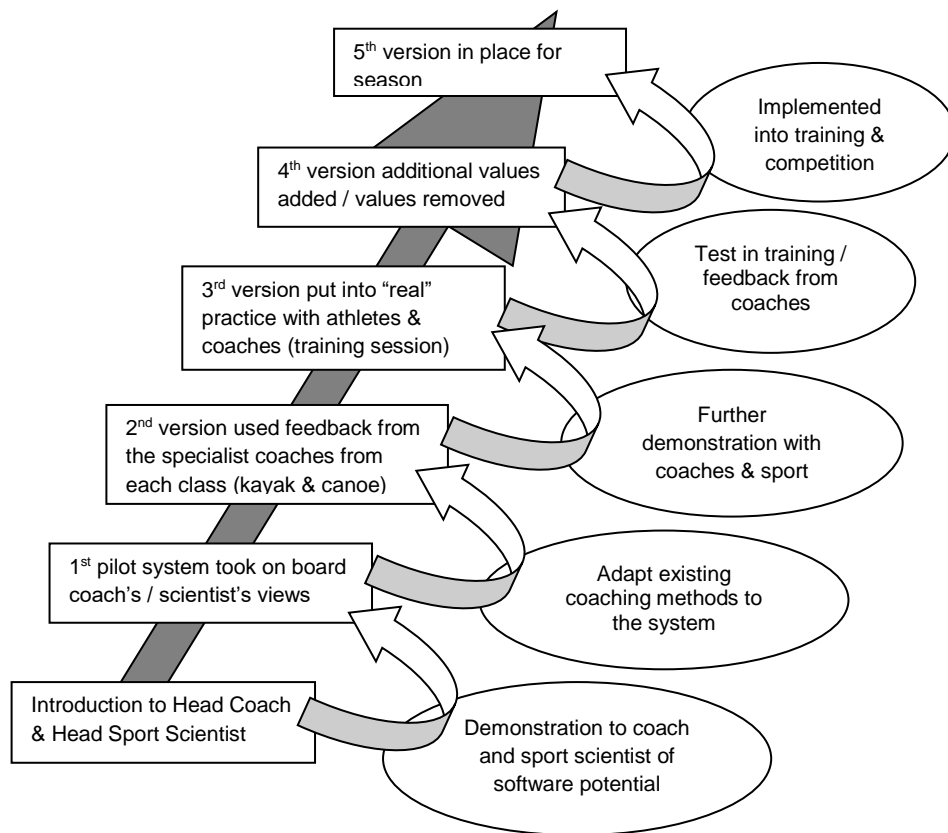 5th version in place for
season
Implemented
into training &
competition
4th version additional values
added / values removed
Test in training /
feedback from
coaches
3rd version put into “real”
practice with athletes &
coaches (training session)
Further
demonstration with
coaches & sport
2nd version used feedback from
the specialist coaches from
each class (kayak & canoe)
Adapt existing
coaching methods to
the system
1st pilot system took on board
coach's / scientist's views
Introduction to Head Coach
& Head Sport Scientist
Demonstration to coach
and sport scientist of
software potential